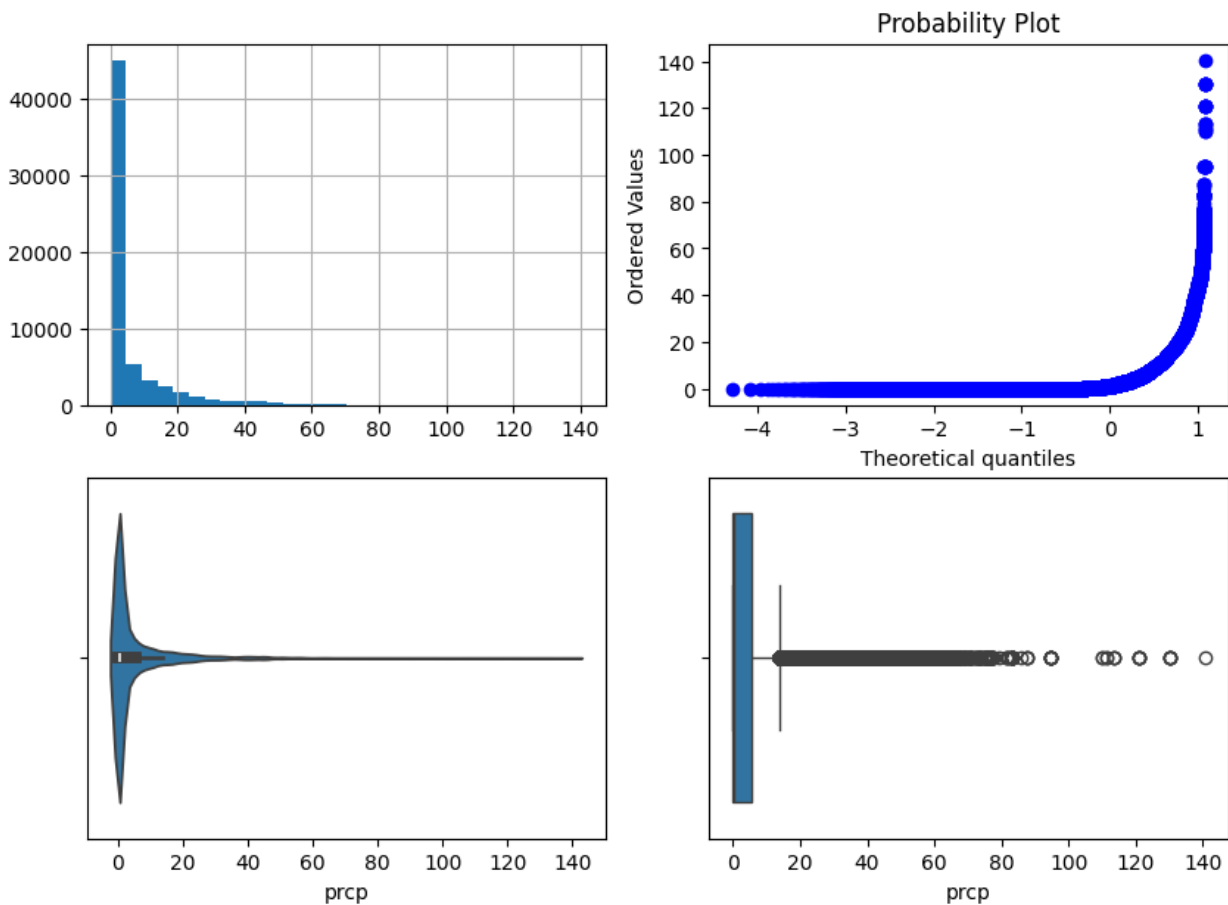 40000
30000
20000
10000
0
0 20 40 60 80 100 120 140
Probability Plot
Ordered Values
140
120
100
80
60
40
20
0
−4 −3 −2 −1 0 1
Theoretical quantiles
0 20 40 60 80 100 120 140
prcp
0 20 40 60 80 100 120 140
prcp